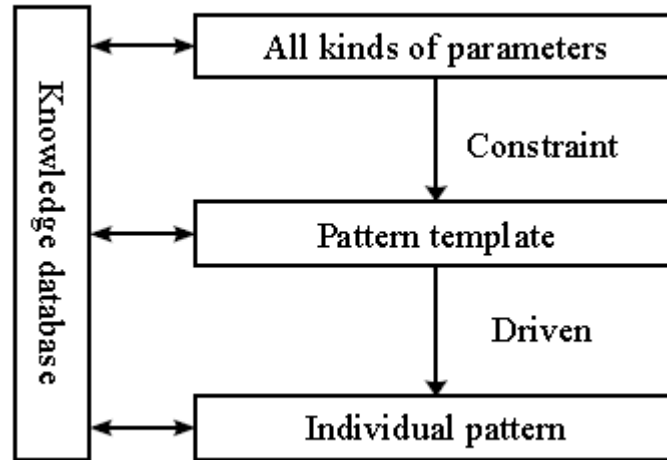 Knowledge database
All kinds of parameters
Constraint
Pattern template
Driven
Individual pattern